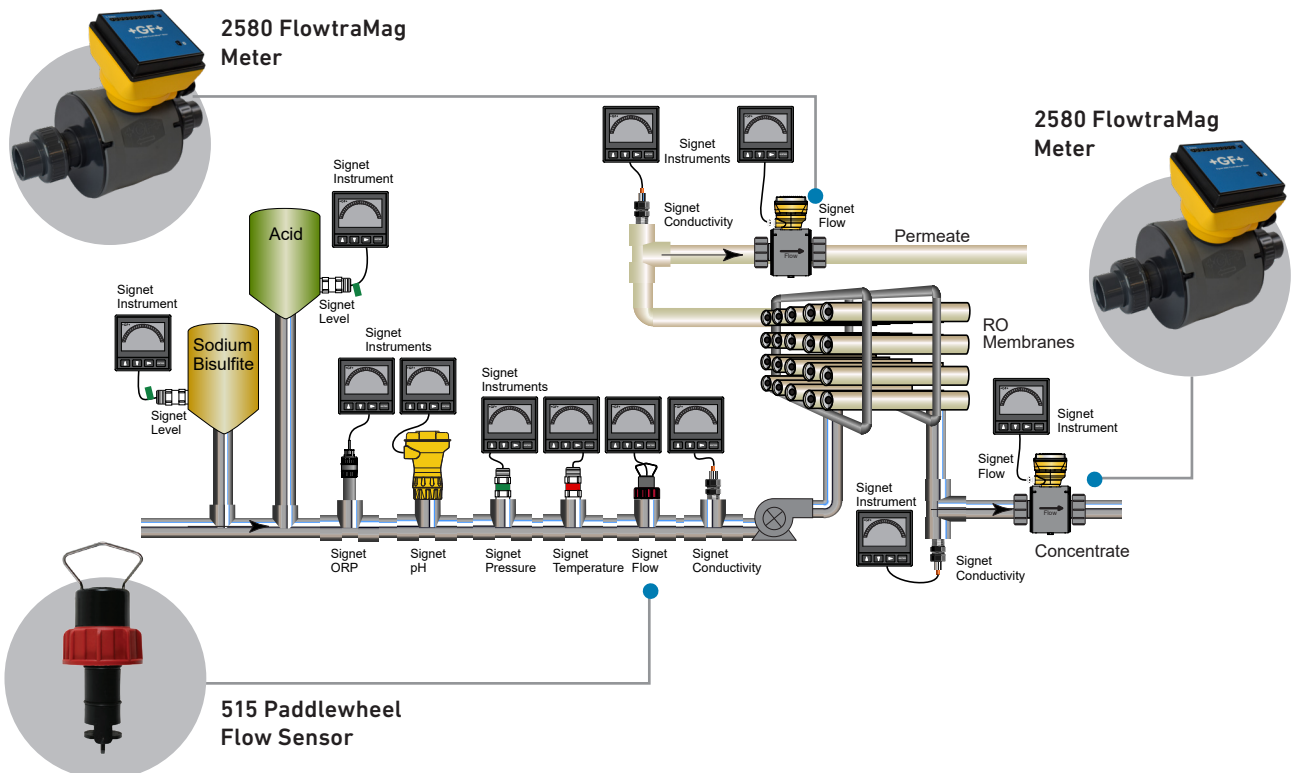 2580 FlowtraMag
Meter
+GF+
2580 FlowtraMag
Meter
+GF+
Signet
Instruments
Signet
Conductivity
Signet
Flow
Flow
Permeate
Signet
Instrument
Acid
Signet
Level
Signet
Instrument
Sodium
Bisulfite
Signet
Level
Signet
Instruments
Signet
Instruments
RO
Membranes
Signet
Instrument
Signet
Flow
Flow
Concentrate
Signet
Instrument
Signet
Conductivity
Signet
ORP
Signet
pH
Signet
Pressure
Signet
Temperature
Signet
Flow
Signet
Conductivity
515 Paddlewheel
Flow Sensor